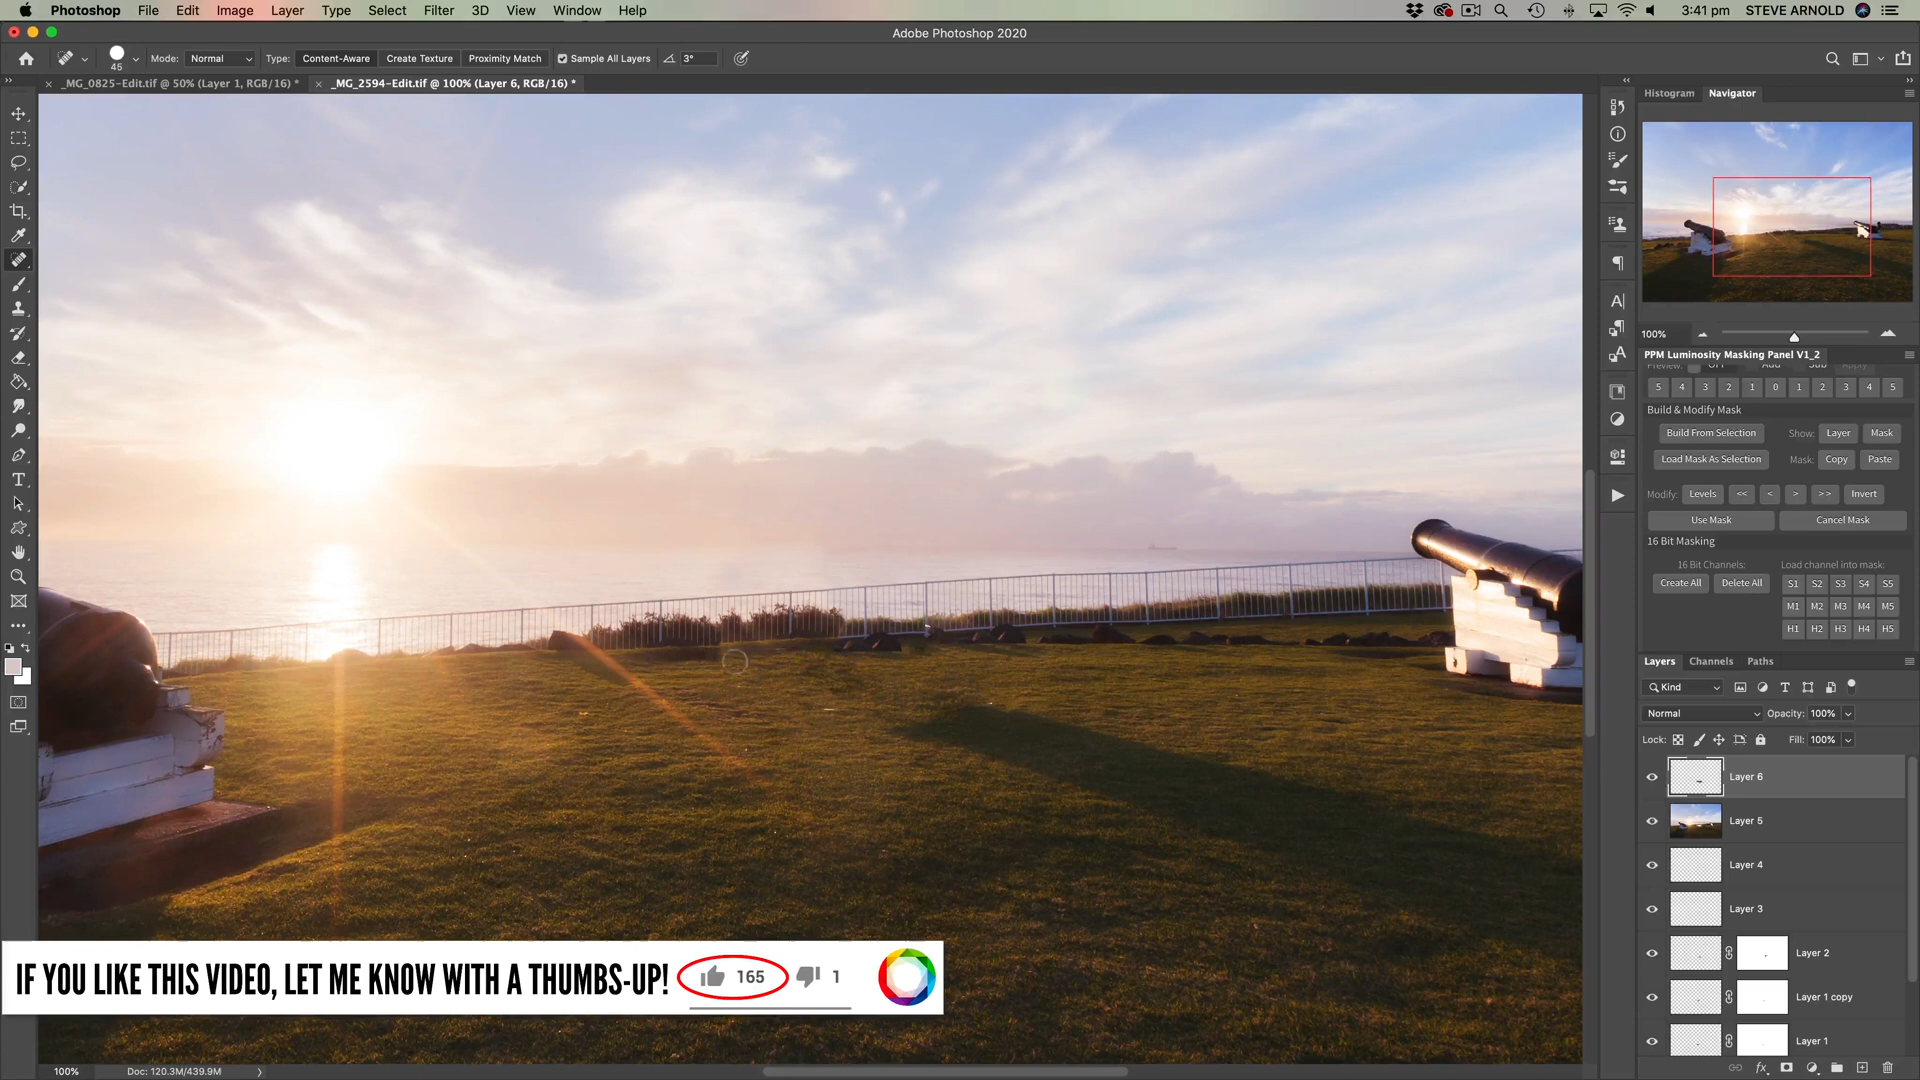 Photoshop File Edit Image Layer Type Select Filter 3D View Window Help 3:41 pm STEVE ARNOLD
Adobe Photoshop 2020
45 Mode: Normal Type: Content-Aware Create Texture Proximity Match Sample All Layers 3°
_MG_0825-Edit.tif @ 50% (Layer 1, RGB/16) * _MG_2594-Edit.tif @ 100% (Layer 6, RGB/16) *
Histogram Navigator
100%
PPM Luminosity Masking Panel V1_2
Preview: OFF Add Sub Apply
5 4 3 2 1 0 1 2 3 4 5
Build & Modify Mask
Build From Selection Show: Layer Mask
Load Mask As Selection Mask: Copy Paste
Modify: Levels << < > >> Invert
Use Mask Cancel Mask
16 Bit Masking
16 Bit Channels: Load channel into mask:
Create All Delete All S1 S2 S3 S4 S5
M1 M2 M3 M4 M5
H1 H2 H3 H4 H5
Layers Channels Paths
Kind
Normal Opacity: 100%
Lock: Fill: 100%
Layer 6
Layer 5
Layer 4
Layer 3
Layer 2
Layer 1 copy
Layer 1
IF YOU LIKE THIS VIDEO, LET ME KNOW WITH A THUMBS-UP! 165 1
100% Doc: 120.3M/439.9M